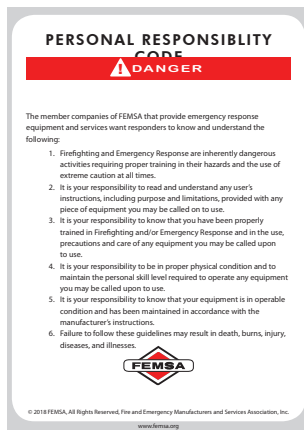 PERSONAL RESPONSIBLITY
CODE
DANGER
The member companies of FEMSA that provide emergency response
equipment and services want responders to know and understand the
following:
1. Firefighting and Emergency Response are inherently dangerous
activities requiring proper training in their hazards and the use of
extreme caution at all times.
2. It is your responsibility to read and understand any user's
instructions, including purpose and limitations, provided with any
piece of equipment you may be called on to use.
3. It is your responsibility to know that you have been properly
trained in Firefighting and/or Emergency Response and in the use,
precautions and care of any equipment you may be called upon
to use.
4. It is your responsibility to be in proper physical condition and to
maintain the personal skill level required to operate any equipment
you may be called upon to use.
5. It is your responsibility to know that your equipment is in operable
condition and has been maintained in accordance with the
manufacturer's instructions.
6. Failure to follow these guidelines may result in death, burns, injury,
diseases, and illnesses.
FEMSA
© 2018 FEMSA, All Rights Reserved, Fire and Emergency Manufacturers and Services Association, Inc.
www.femsa.org